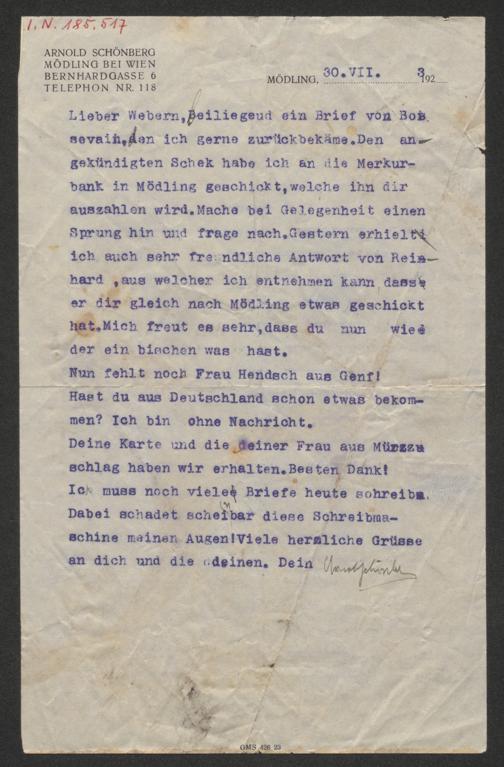 I.N. 185.517
ARNOLD SCHÖNBERG
MÖDLING BEI WIEN
BERNHARDGASSE 6
TELEPHON NR. 118
MÖDLING, 30.VII. 192 3
Lieber Webern, Beiliegeud ein Brief von Bois
sevain, den ich gerne zurückbekäme.Den an-
gekündigten Schek habe ich an die Merkur-
bank in Mödling geschickt,welche ihn dir
auszahlen wird.Mache bei Gelegenheit einen
Sprung hin und frage nach.Gestern erhielt
ich auch sehr freundliche Antwort von Rein-
hard ,aus welcher ich entnehmen kann dass
er dir gleich nach Mödling etwas geschickt
hat.Mich freut es sehr,dass du nun wie
der ein bischen was hast.
Nun fehlt noch Frau Hendsch aus Genf!
Hast du aus Deutschland schon etwas bekom-
men? Ich bin ohne Nachricht.
Deine Karte und die deiner Frau aus Mürzzu
schlag haben wir erhalten.Besten Dank!
Ich muss noch viele Briefe heute schreibn.
Dabei schadet scheinbar diese Schreibma-
schine meinen Augen!Viele herzliche Grüsse
an dich und die deinen. Dein Arnold Schönberg
GMS 426 23